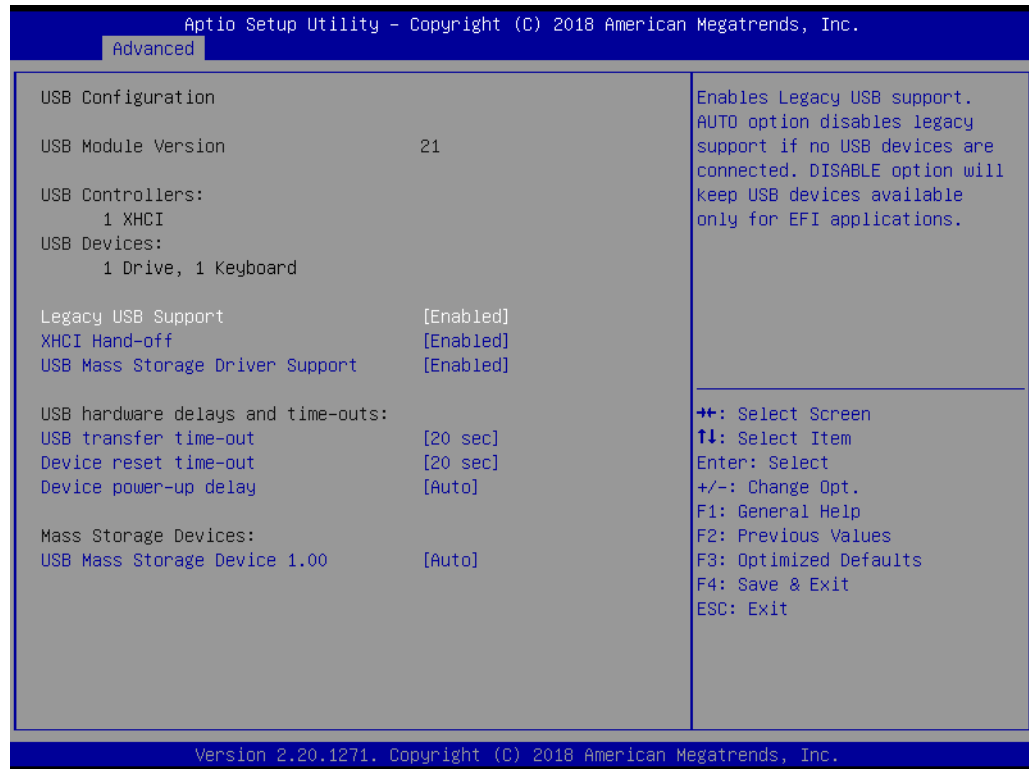 Aptio Setup Utility – Copyright (C) 2018 American Megatrends, Inc.
Advanced
USB Configuration
USB Module Version 21
USB Controllers:
1 XHCI
USB Devices:
1 Drive, 1 Keyboard
Legacy USB Support [Enabled]
XHCI Hand-off [Enabled]
USB Mass Storage Driver Support [Enabled]
USB hardware delays and time-outs:
USB transfer time-out [20 sec]
Device reset time-out [20 sec]
Device power-up delay [Auto]
Mass Storage Devices:
USB Mass Storage Device 1.00 [Auto]
Enables Legacy USB support.
AUTO option disables legacy
support if no USB devices are
connected. DISABLE option will
keep USB devices available
only for EFI applications.
→←: Select Screen
↑↓: Select Item
Enter: Select
+/-: Change Opt.
F1: General Help
F2: Previous Values
F3: Optimized Defaults
F4: Save & Exit
ESC: Exit
Version 2.20.1271. Copyright (C) 2018 American Megatrends, Inc.